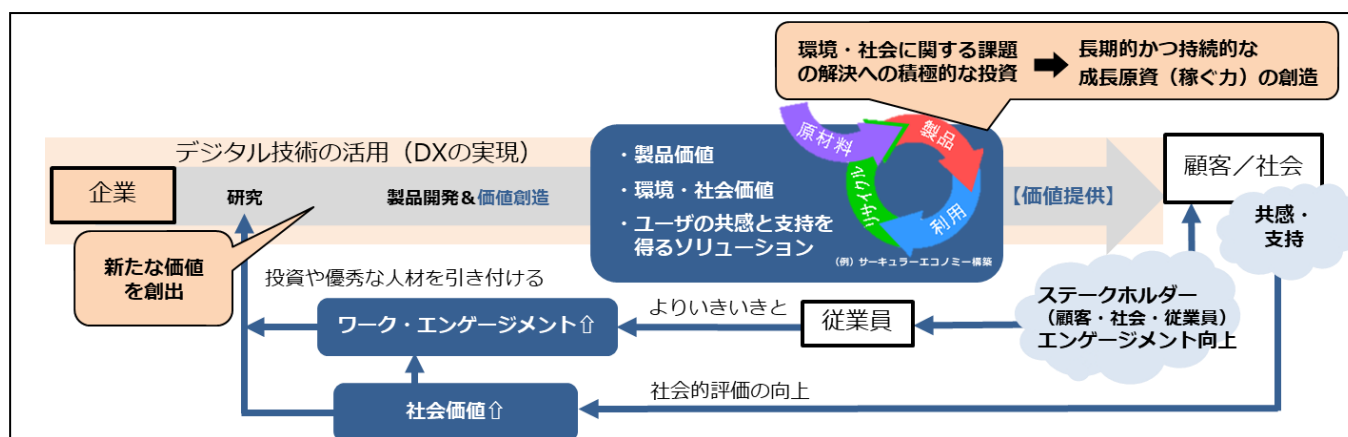 環境・社会に関する課題
の解決への積極的な投資
長期的かつ持続的な
成長原資（稼ぐ力）の創造
デジタル技術の活用（DXの実現）
企業
研究
製品開発&価値創造
・製品価値
・環境・社会価値
・ユーザの共感と支持を
得るソリューション
原材料
製品
利用
リサイクル
（例）サーキュラーエコノミー構築
【価値提供】
顧客／社会
共感・
支持
新たな価値
を創出
投資や優秀な人材を引き付ける
ワーク・エンゲージメント⇧
よりいきいきと
従業員
ステークホルダー
（顧客・社会・従業員）
エンゲージメント向上
社会価値⇧
社会的評価の向上